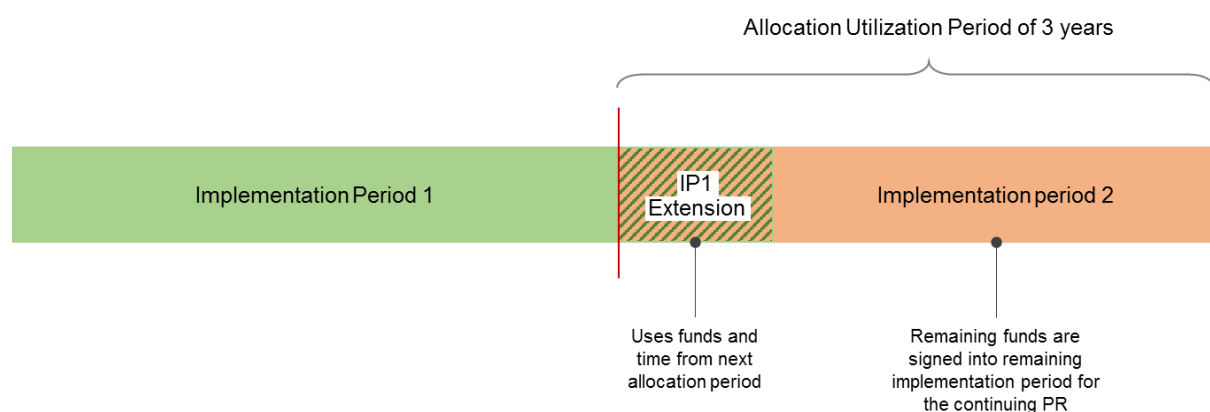 Allocation Utilization Period of 3 years
Implementation Period 1
IP1
Extension
Implementation period 2
Uses funds and
time from next
allocation period
Remaining funds are
signed into remaining
implementation period for
the continuing PR